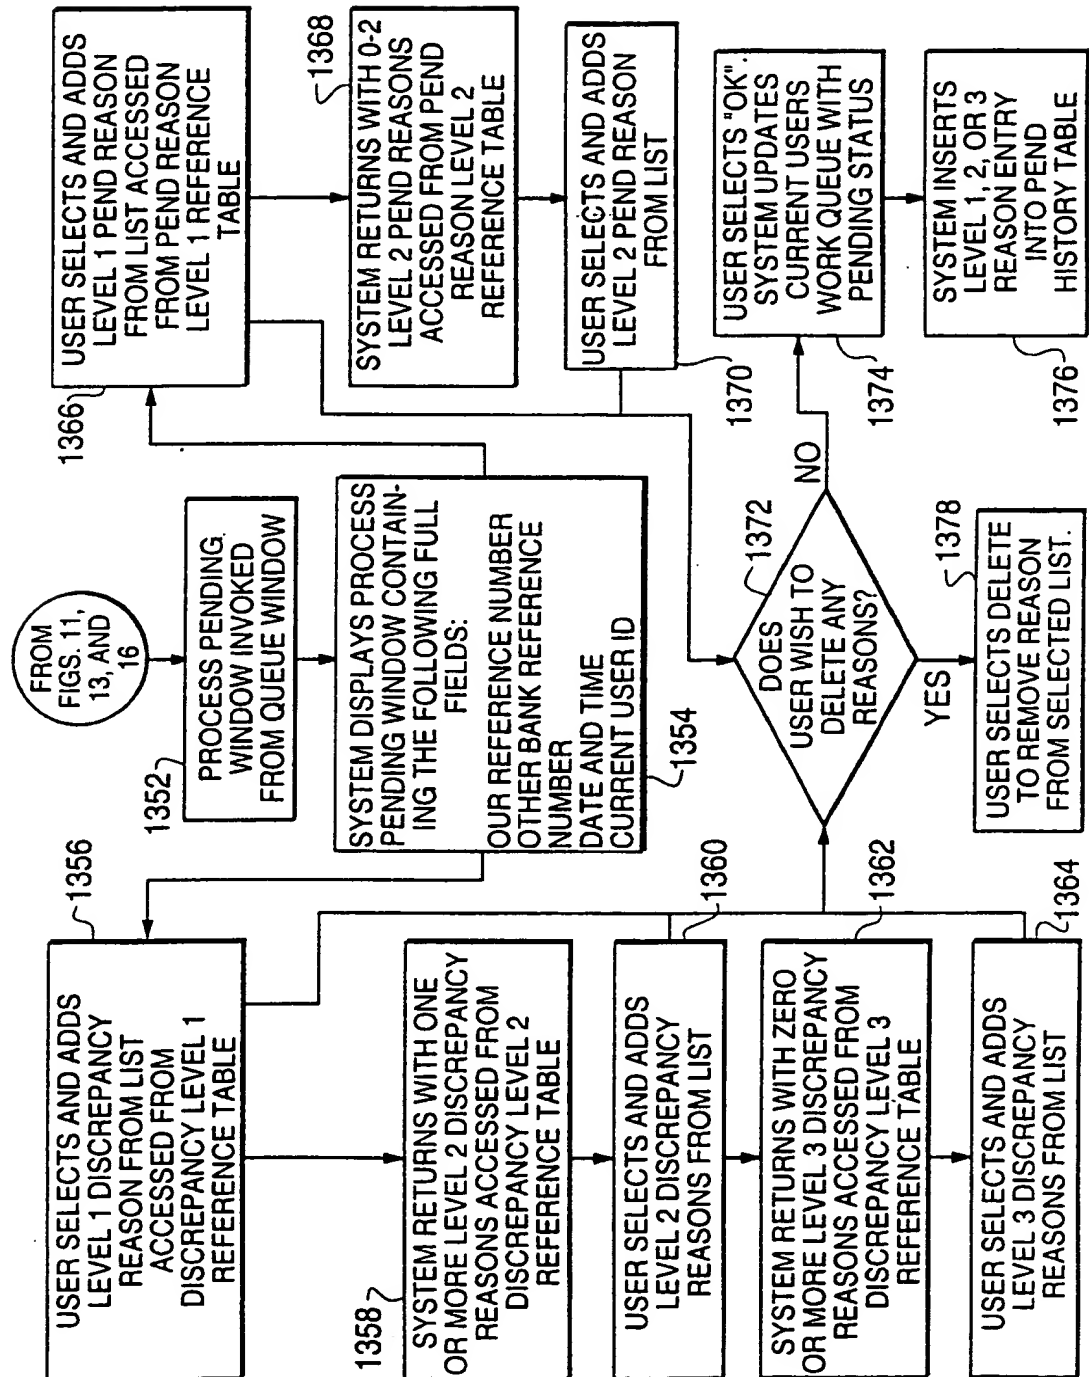 FROM
FIGS. 11,
13, AND
16
1352
PROCESS PENDING.
WINDOW INVOKED
FROM QUEUE WINDOW
SYSTEM DISPLAYS PROCESS
PENDING WINDOW CONTAIN-
ING THE FOLLOWING FULL
FIELDS:
OUR REFERENCE NUMBER
OTHER BANK REFERENCE
NUMBER
DATE AND TIME
CURRENT USER ID
1354
1356
USER SELECTS AND ADDS
LEVEL 1 DISCREPANCY
REASON FROM LIST
ACCESSED FROM
DISCREPANCY LEVEL 1
REFERENCE TABLE
1358
SYSTEM RETURNS WITH ONE
OR MORE LEVEL 2 DISCREPANCY
REASONS ACCESSED FROM
DISCREPANCY LEVEL 2
REFERENCE TABLE
1360
USER SELECTS AND ADDS
LEVEL 2 DISCREPANCY
REASONS FROM LIST
1362
SYSTEM RETURNS WITH ZERO
OR MORE LEVEL 3 DISCREPANCY
REASONS ACCESSED FROM
DISCREPANCY LEVEL 3
REFERENCE TABLE
1364
USER SELECTS AND ADDS
LEVEL 3 DISCREPANCY
REASONS FROM LIST
1366
USER SELECTS AND ADDS
LEVEL 1 PEND REASON
FROM LIST ACCESSED
FROM PEND REASON
LEVEL 1 REFERENCE
TABLE
1368
SYSTEM RETURNS WITH 0-2
LEVEL 2 PEND REASONS
ACCESSED FROM PEND
REASON LEVEL 2
REFERENCE TABLE
USER SELECTS AND ADDS
LEVEL 2 PEND REASON
FROM LIST
1370
1372
DOES
USER WISH TO
DELETE ANY
REASONS?
NO
YES
USER SELECTS "OK".
SYSTEM UPDATES
CURRENT USERS
WORK QUEUE WITH
PENDING STATUS
1374
SYSTEM INSERTS
LEVEL 1, 2, OR 3
REASON ENTRY
INTO PEND
HISTORY TABLE
1376
1378
USER SELECTS DELETE
TO REMOVE REASON
FROM SELECTED LIST.